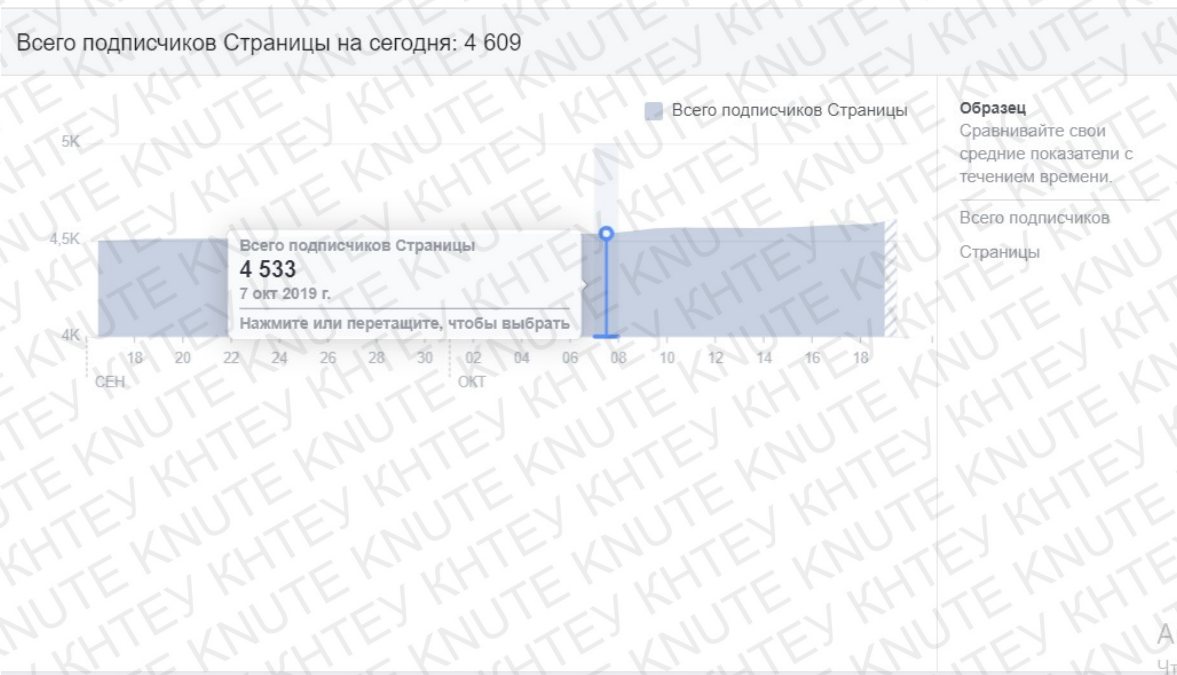 Всего подписчиков Страницы на сегодня: 4 609
Всего подписчиков Страницы
5K
4,5K
4K
Всего подписчиков Страницы
4 533
7 окт 2019 г.
Нажмите или перетащите, чтобы выбрать
18 20 22 24 26 28 30 02 04 06 08 10 12 14 16 18
СЕН ОКТ
Образец
Сравнивайте свои
средние показатели с
течением времени.
Всего подписчиков
Страницы
КНТЕУ KNUTE